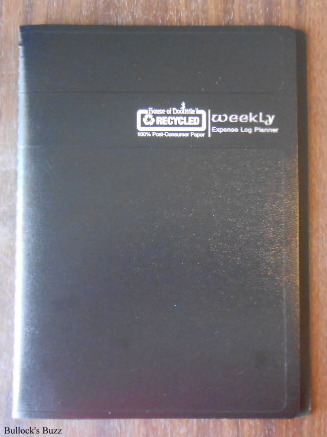 House of Doolittle's
RECYCLED
100% Post-Consumer Paper
weekly
Expense Log Planner
Bullock's Buzz